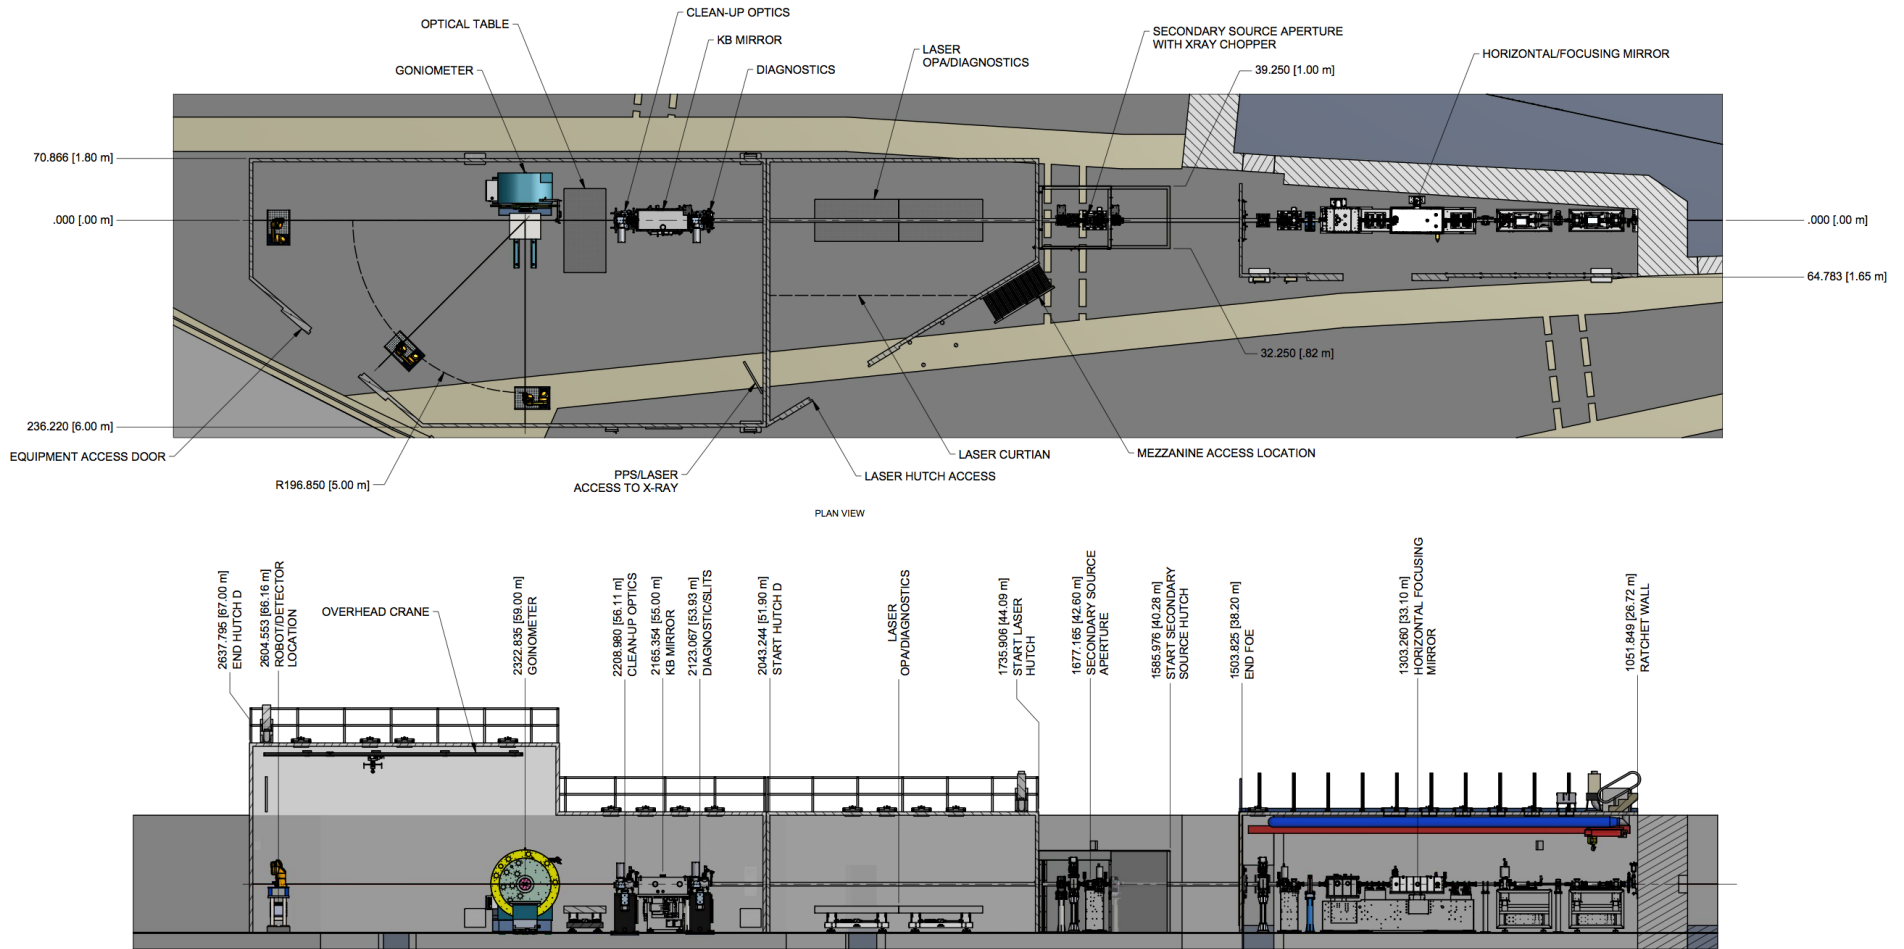 CLEAN-UP OPTICS
OPTICAL TABLE
KB MIRROR
SECONDARY SOURCE APERTURE
WITH XRAY CHOPPER
LASER
OPA/DIAGNOSTICS
HORIZONTAL/FOCUSING MIRROR
GONIOMETER
DIAGNOSTICS
39.250 [1.00 m]
70.866 [1.80 m]
.000 [.00 m]
.000 [.00 m]
64.783 [1.65 m]
32.250 [.82 m]
236.220 [6.00 m]
EQUIPMENT ACCESS DOOR
LASER CURTIAN
MEZZANINE ACCESS LOCATION
R196.850 [5.00 m]
PPS/LASER
ACCESS TO X-RAY
LASER HUTCH ACCESS
PLAN VIEW
2637.795 [67.00 m]
END HUTCH D
2604.553 [66.16 m]
ROBOT/DETECTOR
LOCATION
OVERHEAD CRANE
2322.835 [59.00 m]
GOINOMETER
2208.980 [56.11 m]
CLEAN-UP OPTICS
2165.354 [55.00 m]
KB MIRROR
2123.067 [53.93 m]
DIAGNOSTIC/SLITS
2043.244 [51.90 m]
START HUTCH D
LASER
OPA/DIAGNOSTICS
1735.906 [44.09 m]
START LASER
HUTCH
1677.165 [42.60 m]
SECONDARY SOURCE
APERTURE
1585.976 [40.28 m]
START SECONDARY
SOURCE HUTCH
1503.825 [38.20 m]
END FOE
1303.260 [33.10 m]
HORIZONTAL FOCUSING
MIRROR
1051.849 [26.72 m]
RATCHET WALL